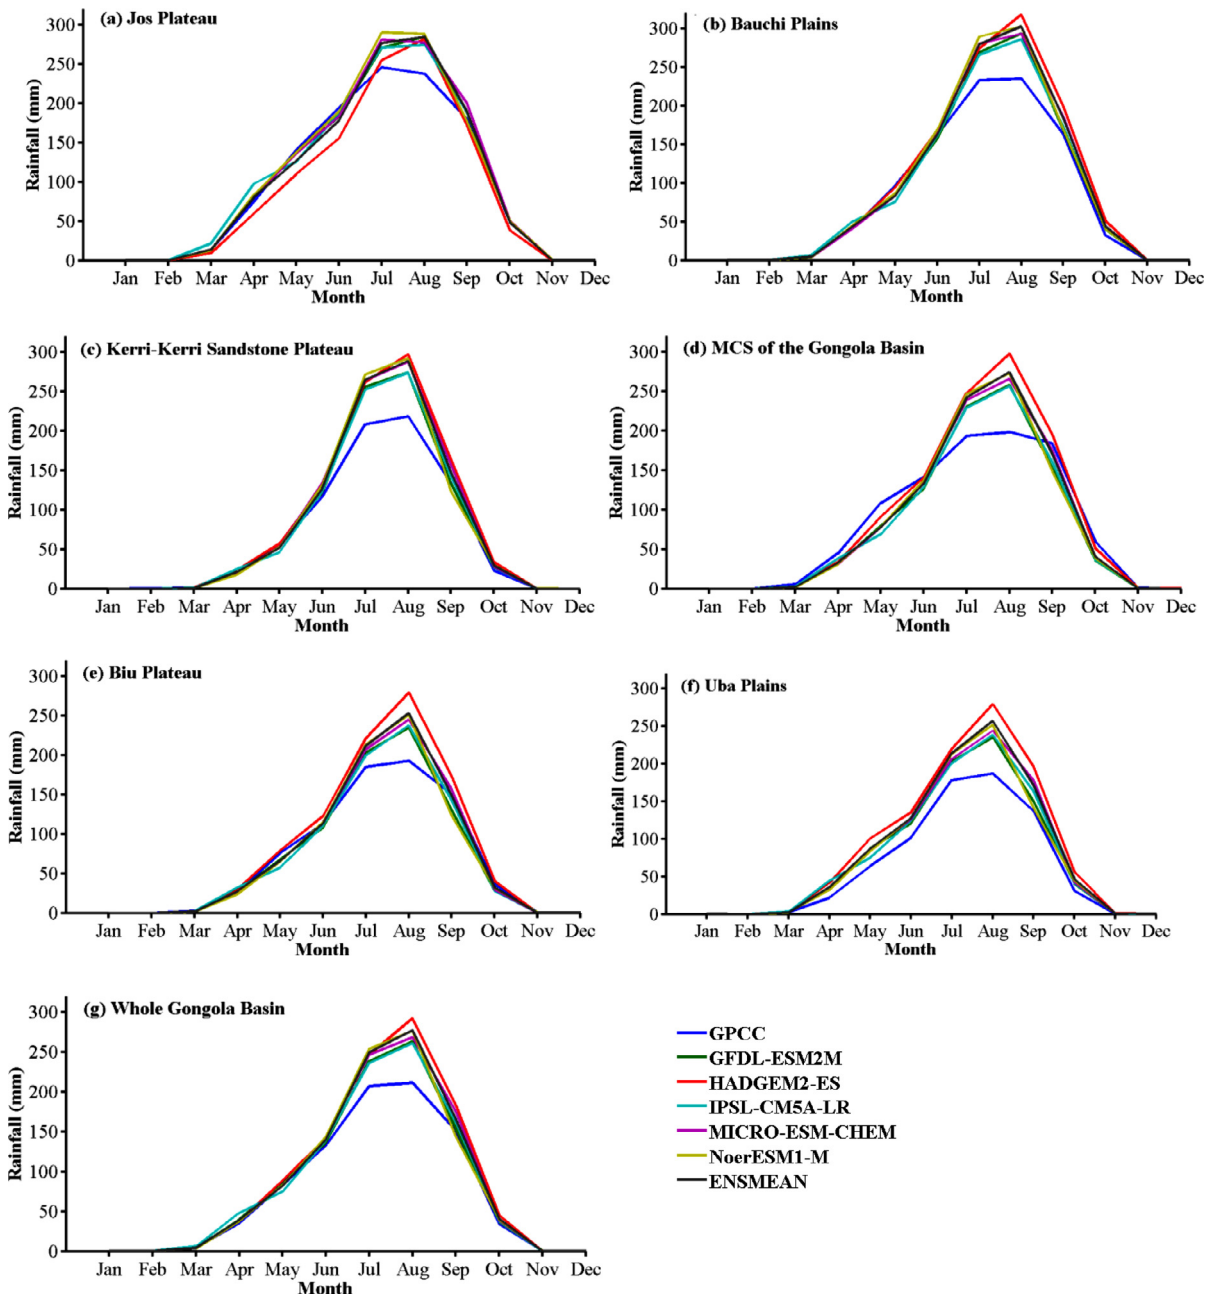 (a) Jos Plateau
300
250
200
150
100
50
0
Rainfall (mm)
Jan Feb Mar Apr May Jun Jul Aug Sep Oct Nov Dec
Month
(b) Bauchi Plains
300
250
200
150
100
50
0
Rainfall (mm)
Jan Feb Mar Apr May Jun Jul Aug Sep Oct Nov Dec
Month
(c) Kerri-Kerri Sandstone Plateau
300
250
200
150
100
50
0
Rainfall (mm)
Jan Feb Mar Apr May Jun Jul Aug Sep Oct Nov Dec
Month
(d) MCS of the Gongola Basin
300
250
200
150
100
50
0
Rainfall (mm)
Jan Feb Mar Apr May Jun Jul Aug Sep Oct Nov Dec
Month
(e) Biu Plateau
300
250
200
150
100
50
0
Rainfall (mm)
Jan Feb Mar Apr May Jun Jul Aug Sep Oct Nov Dec
Month
(f) Uba Plains
300
250
200
150
100
50
0
Rainfall (mm)
Jan Feb Mar Apr May Jun Jul Aug Sep Oct Nov Dec
Month
(g) Whole Gongola Basin
300
250
200
150
100
50
0
Rainfall (mm)
Jan Feb Mar Apr May Jun Jul Aug Sep Oct Nov Dec
Month
GPCC
GFDL-ESM2M
HADGEM2-ES
IPSL-CM5A-LR
MICRO-ESM-CHEM
NoerESM1-M
ENSMEAN